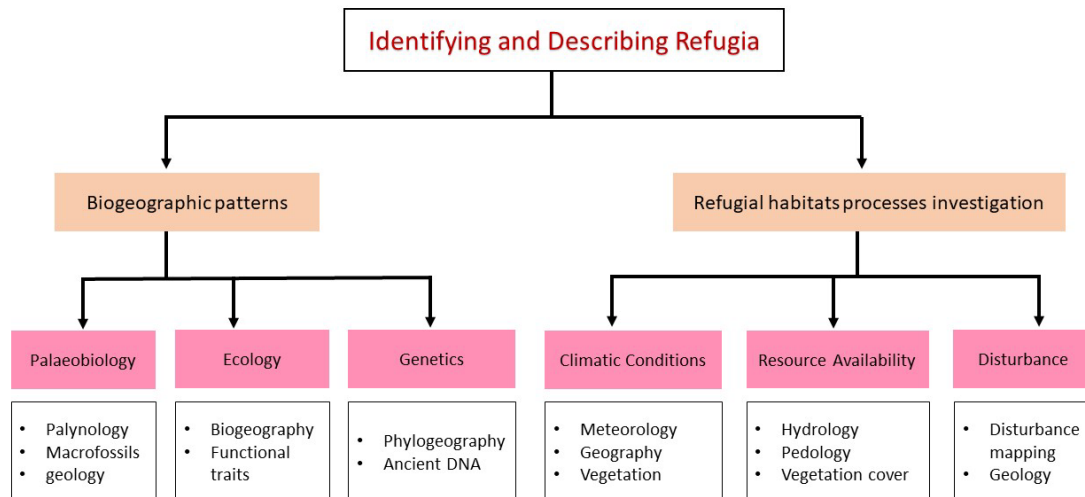 Identifying and Describing Refugia
Biogeographic patterns
Refugial habitats processes investigation
Palaeobiology
Ecology
Genetics
Climatic Conditions
Resource Availability
Disturbance
• Palynology
• Macrofossils
• geology
• Biogeography
• Functional
traits
• Phylogeography
• Ancient DNA
• Meteorology
• Geography
• Vegetation
• Hydrology
• Pedology
• Vegetation cover
• Disturbance
mapping
• Geology